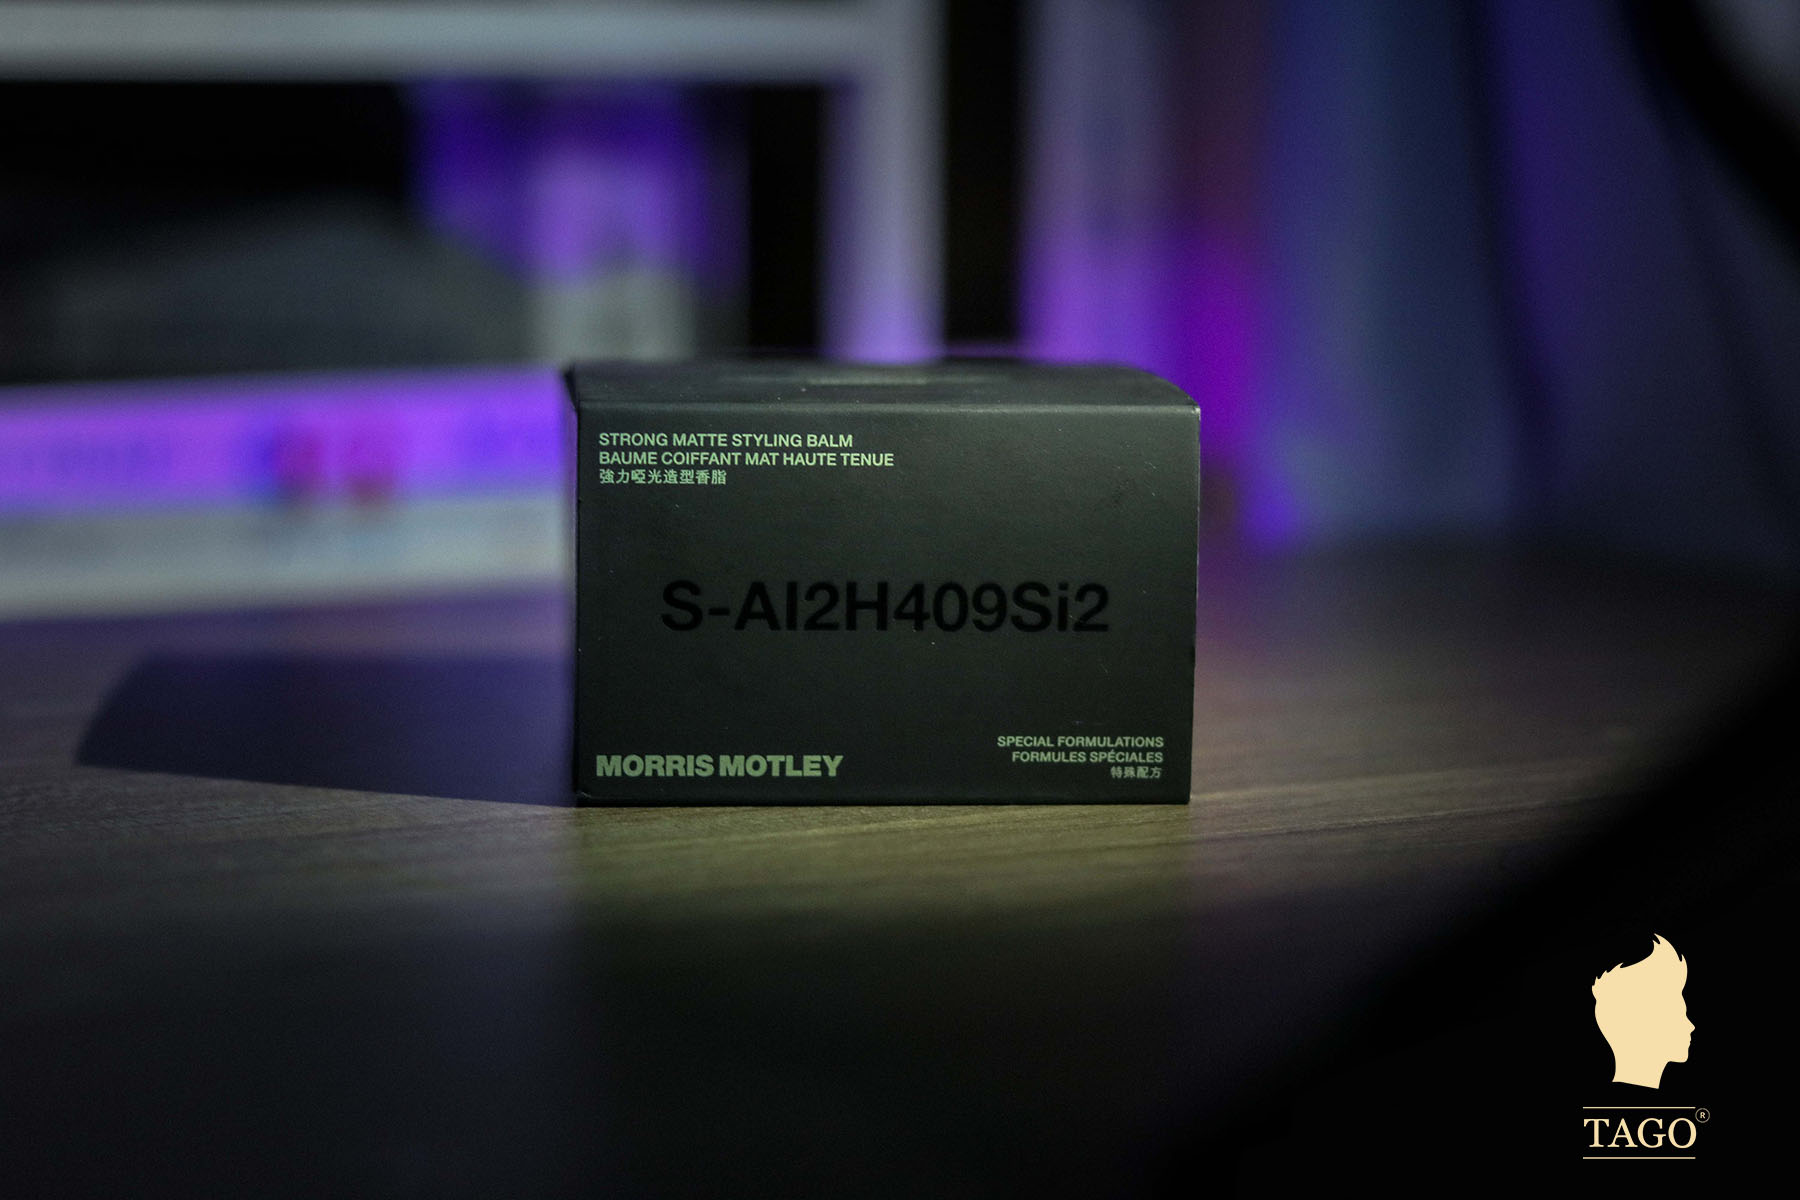 STRONG MATTE STYLING BALM
BAUME COIFFANT MAT HAUTE TENUE
強力啞光造型香脂
S-Al2H409Si2
MORRIS MOTLEY
SPECIAL FORMULATIONS
FORMULES SPÉCIALES
特殊配方
TAGO®